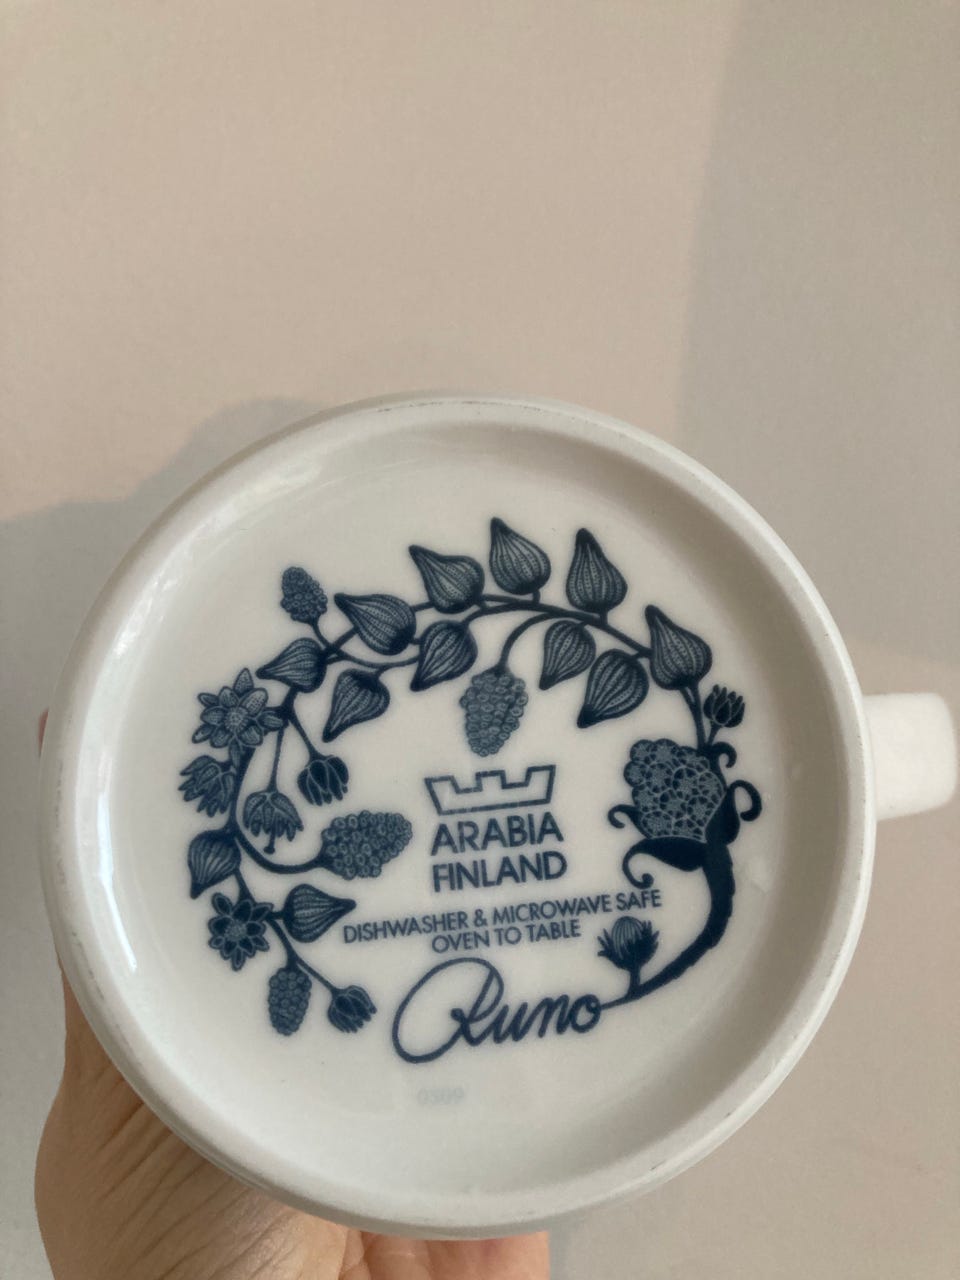 ARABIA
FINLAND
DISHWASHER & MICROWAVE SAFE
OVEN TO TABLE
Runo